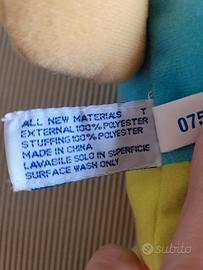 ALL NEW MATERIALS T
EXTERNAL 100% POLYESTER
STUFFING 100% POLYESTER
MADE IN CHINA
LAVABILE SOLO IN SUPERFICIE
SURFACE WASH ONLY
075
subito